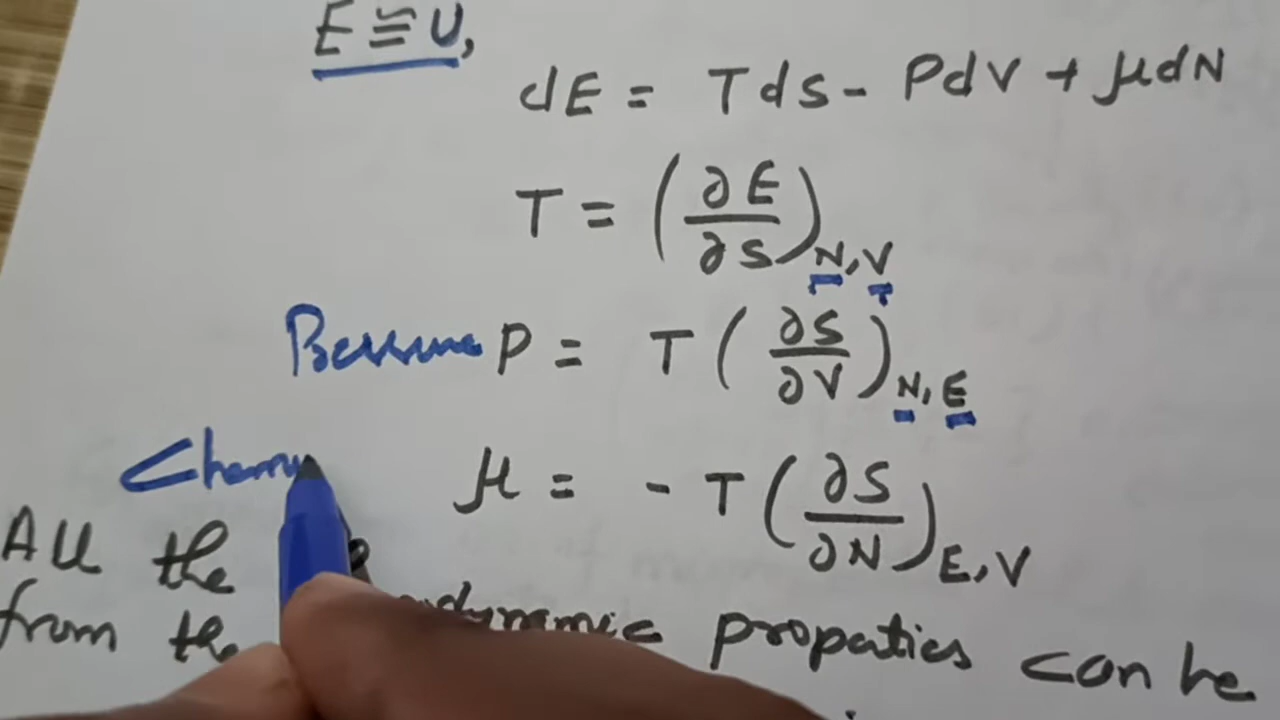 E ≅ U,
dE = TdS - PdV + μdN
T = (∂E/∂S)N,V
P = T(∂S/∂V)N,E
μ = - T(∂S/∂N)E,V
All the properties can be
from the